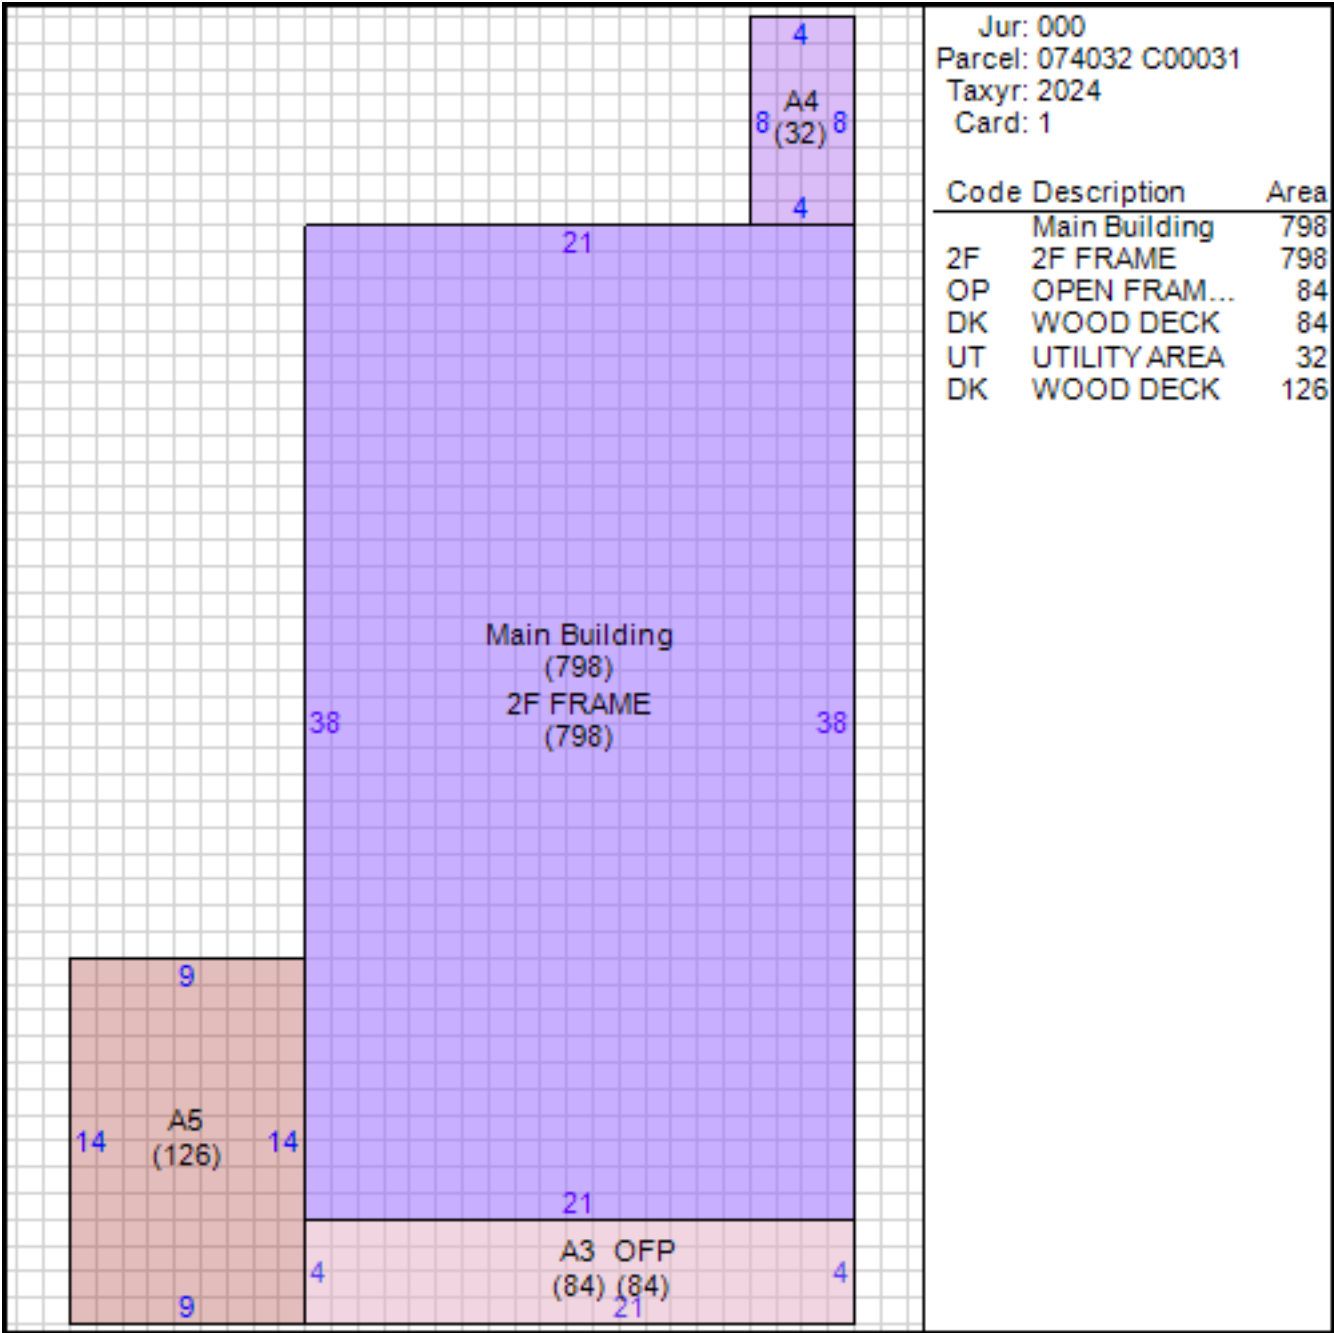 4
A4
8 (32) 8
4
21
Main Building
(798)
2F FRAME
(798)
38 38
9
A5
14 (126) 14
9
21
A3 OFP
4 (84) (84) 4
21
Jur: 000
Parcel: 074032 C00031
Taxyr: 2024
Card: 1
Code Description Area
Main Building 798
2F 2F FRAME 798
OP OPEN FRAM... 84
DK WOOD DECK 84
UT UTILITY AREA 32
DK WOOD DECK 126